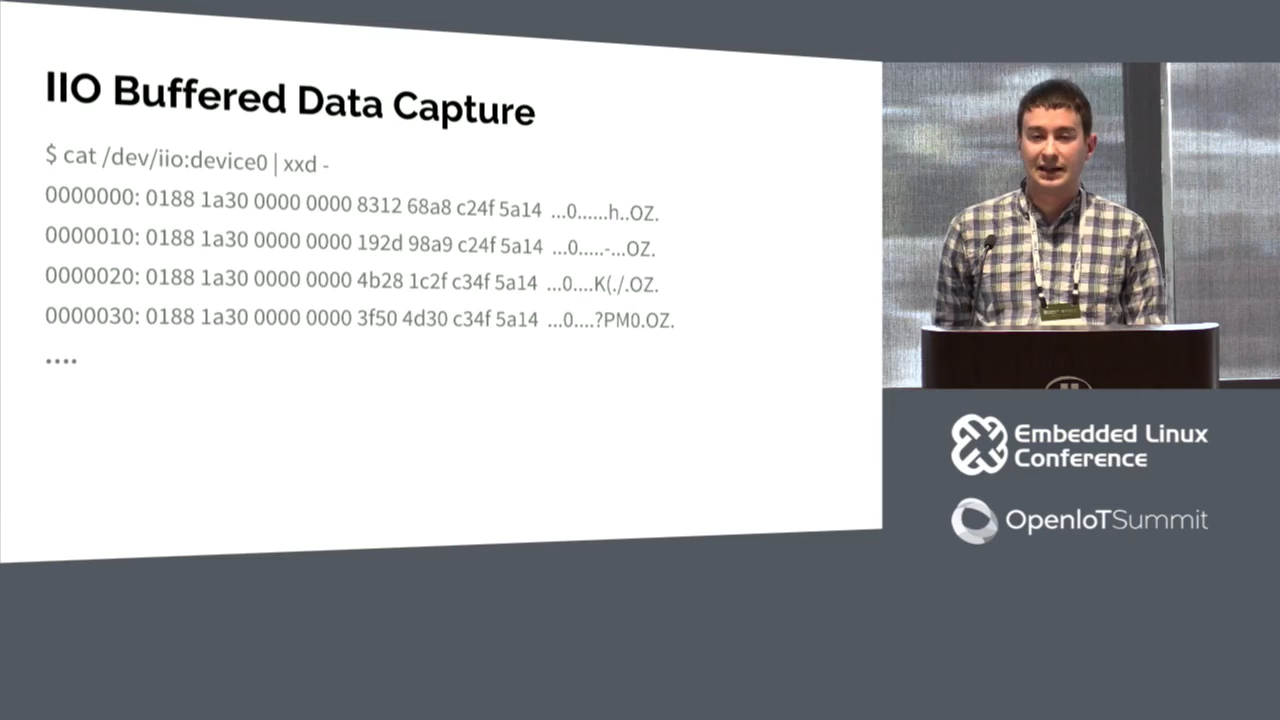 IIO Buffered Data Capture
$ cat /dev/iio:device0 | xxd -
0000000: 0188 1a30 0000 0000 8312 68a8 c24f 5a14 ...0......h..OZ.
0000010: 0188 1a30 0000 0000 192d 98a9 c24f 5a14 ...0.....-...OZ.
0000020: 0188 1a30 0000 0000 4b28 1c2f c34f 5a14 ...0....K(./.OZ.
0000030: 0188 1a30 0000 0000 3f50 4d30 c34f 5a14 ...0....?PM0.OZ.
....
Embedded Linux
Conference
OpenIoTSummit